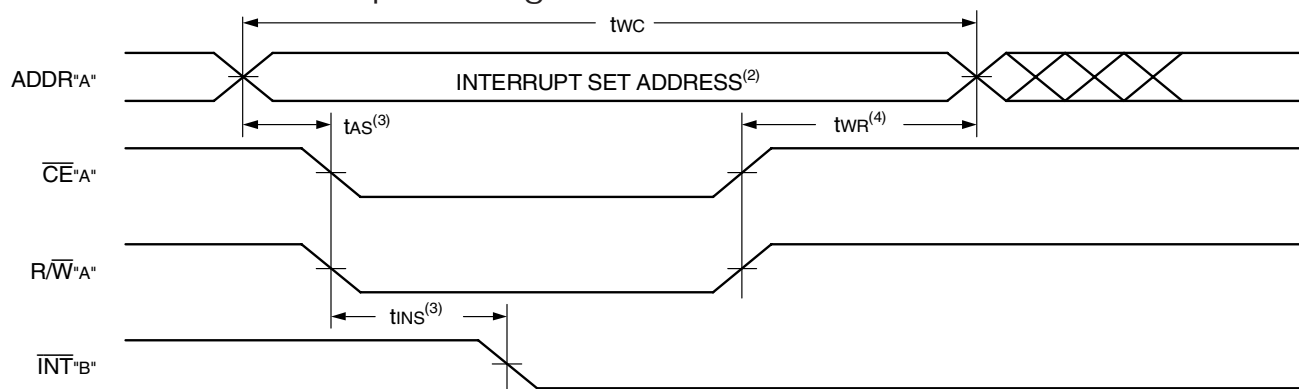 tWC
ADDR"A"
INTERRUPT SET ADDRESS(2)
tAS(3)
tWR(4)
CE"A"
R/W"A"
tINS(3)
INT"B"